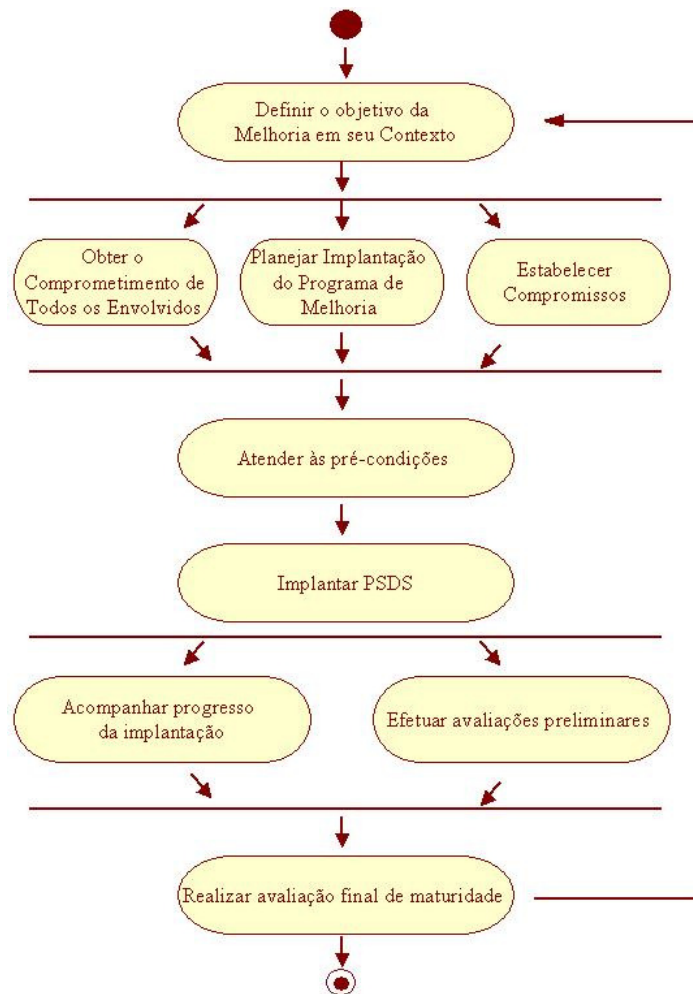 Definir o objetivo da
Melhoria em seu Contexto
Obter o
Comprometimento de
Todos os Envolvidos
Planejar Implantação
do Programa de
Melhoria
Estabelecer
Compromissos
Atender às pré-condições
Implantar PSDS
Acompanhar progresso
da implantação
Efetuar avaliações preliminares
Realizar avaliação final de maturidade